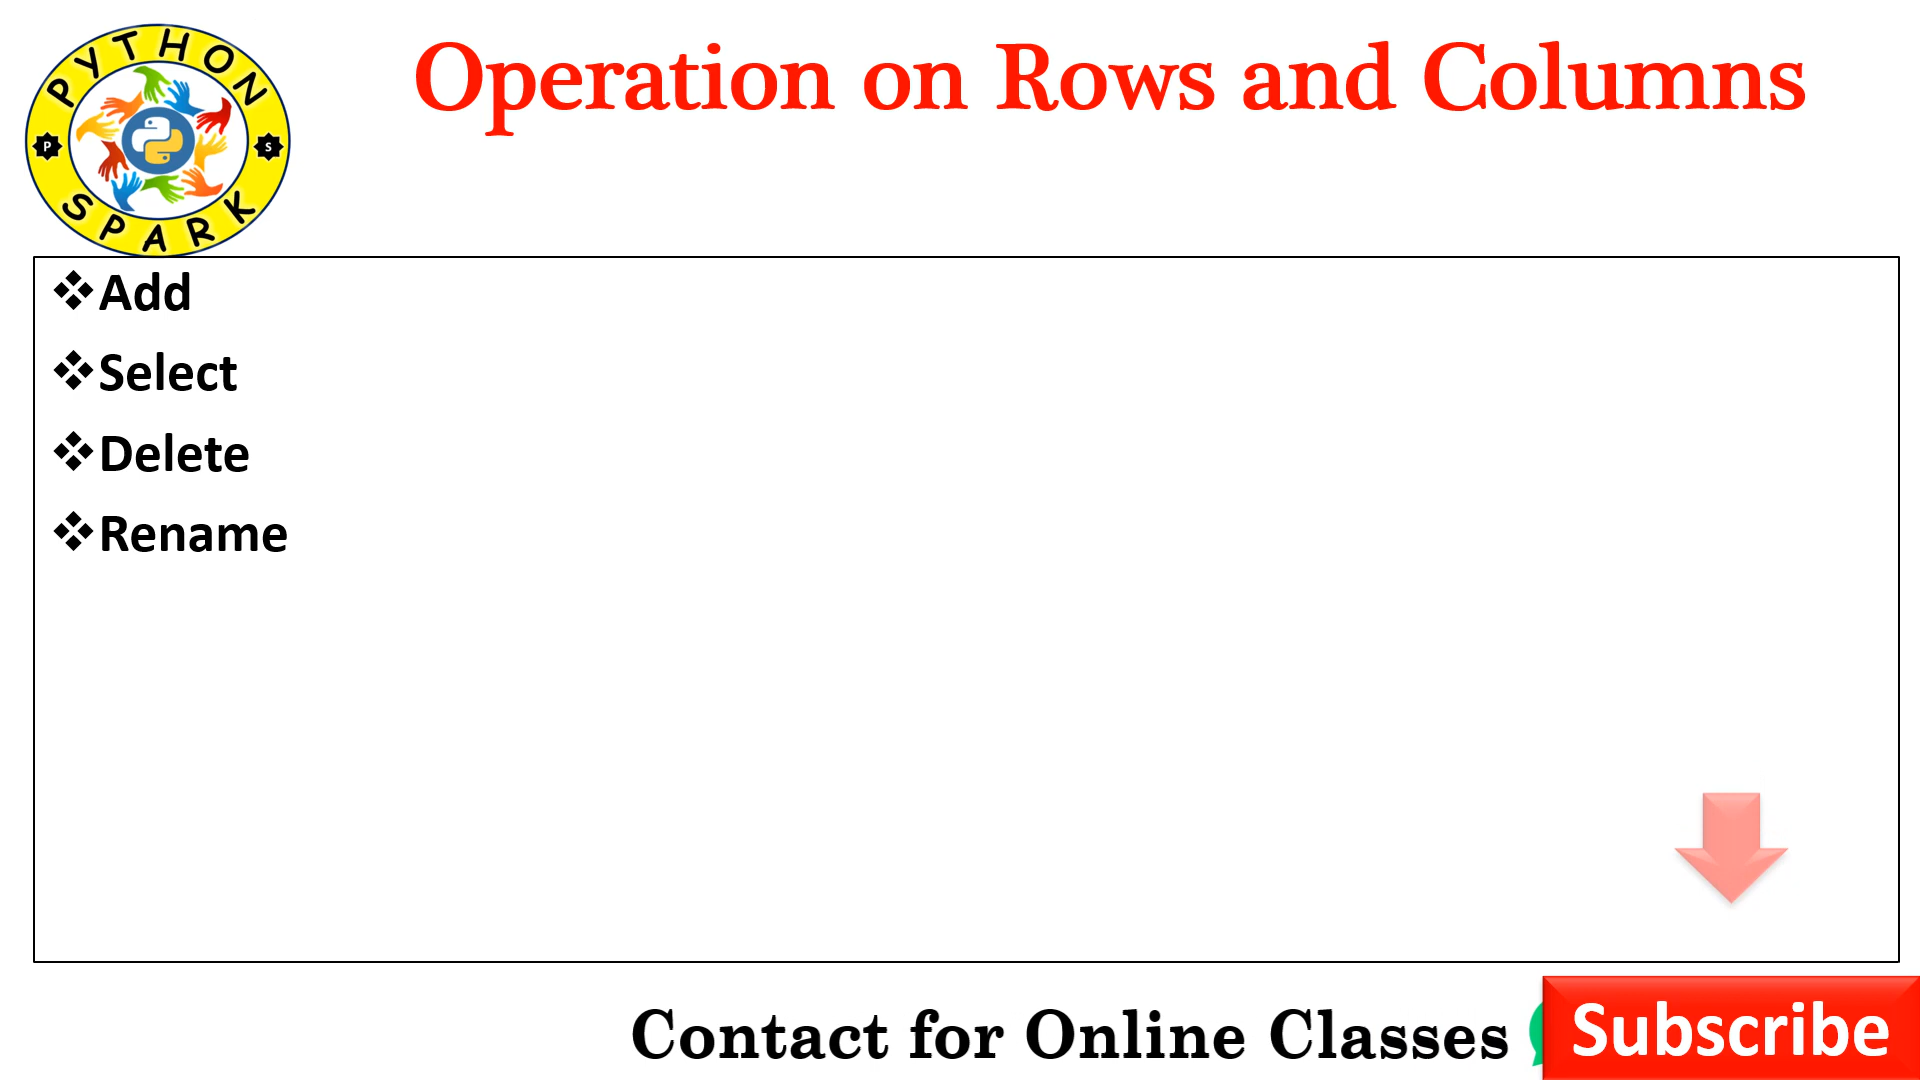 PYTHON
P S
SPARK
Operation on Rows and Columns
❖Add
❖Select
❖Delete
❖Rename
Contact for Online Classes
Subscribe